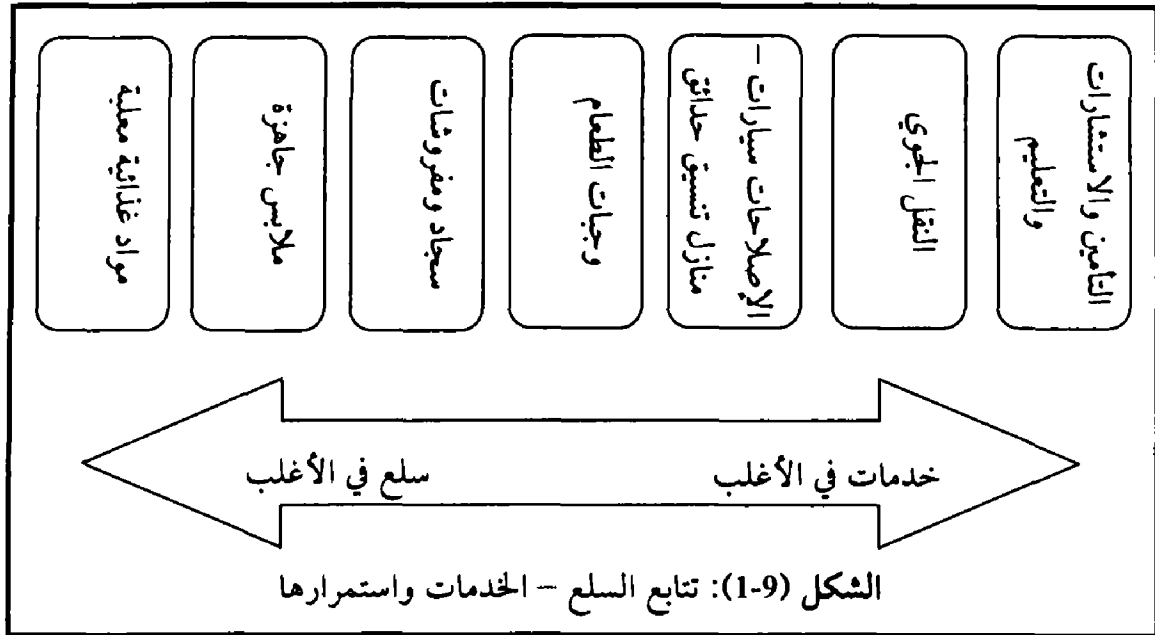 التأمين والاستشارات
والتعليم
النقل الجوي
الإصلاحات سيارات –
منازل تنسيق حدائق
وجبات الطعام
سجاد ومفروشات
ملابس جاهزة
مواد غذائية معلبة
خدمات في الأغلب
سلع في الأغلب
الشكل (9-1): تتابع السلع – الخدمات واستمرارها